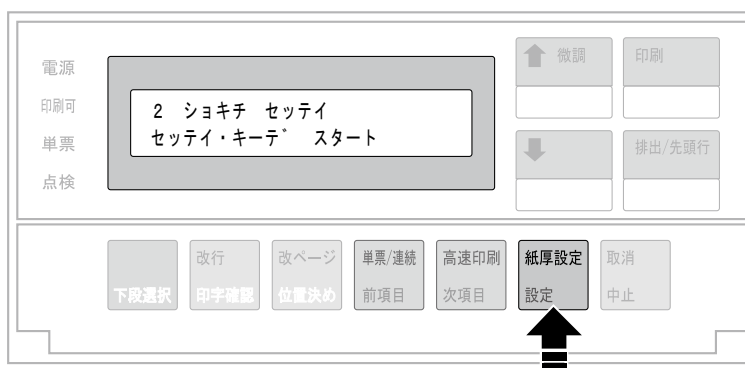 電源
印刷可
単票
点検
2 ショキチ セッテイ
セッテイ・キーデ スタート
微調
印刷
排出/先頭行
下段選択
改行
印字確認
改ページ
位置決め
単票/連続
前項目
高速印刷
次項目
紙厚設定
設定
取消
中止